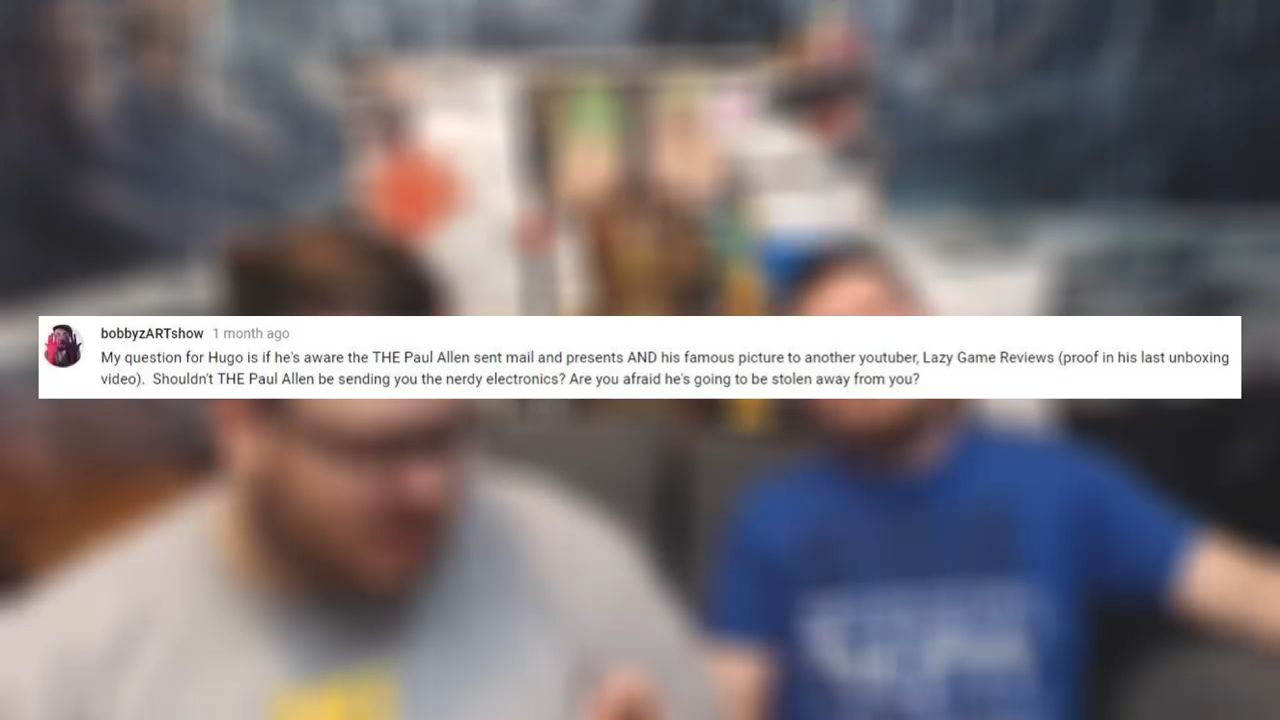 bobbyzARTshow 1 month ago
My question for Hugo is if he's aware the THE Paul Allen sent mail and presents AND his famous picture to another youtuber, Lazy Game Reviews (proof in his last unboxing
video).  Shouldn't THE Paul Allen be sending you the nerdy electronics? Are you afraid he's going to be stolen away from you?